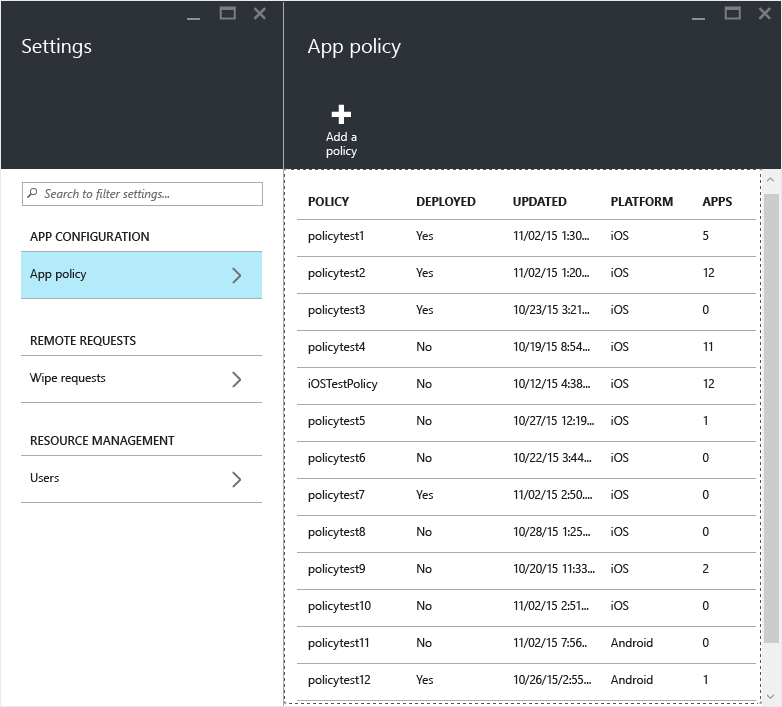 Settings
Search to filter settings...
APP CONFIGURATION
App policy
REMOTE REQUESTS
Wipe requests
RESOURCE MANAGEMENT
Users
App policy
Add a
policy
POLICY DEPLOYED UPDATED PLATFORM APPS
policytest1 Yes 11/02/15 1:30... iOS 5
policytest2 Yes 11/02/15 1:20... iOS 12
policytest3 Yes 10/23/15 3:21... iOS 0
policytest4 No 10/19/15 8:54... iOS 11
iOSTestPolicy No 10/12/15 4:38... iOS 12
policytest5 No 10/27/15 12:19... iOS 1
policytest6 No 10/22/15 3:44... iOS 0
policytest7 Yes 11/02/15 2:50.... iOS 0
policytest8 No 10/28/15 1:25... iOS 0
policytest9 No 10/20/15 11:33... iOS 2
policytest10 No 11/02/15 2:51... iOS 0
policytest11 No 11/02/15 7:56.. Android 0
policytest12 Yes 10/26/15/2:55... Android 1